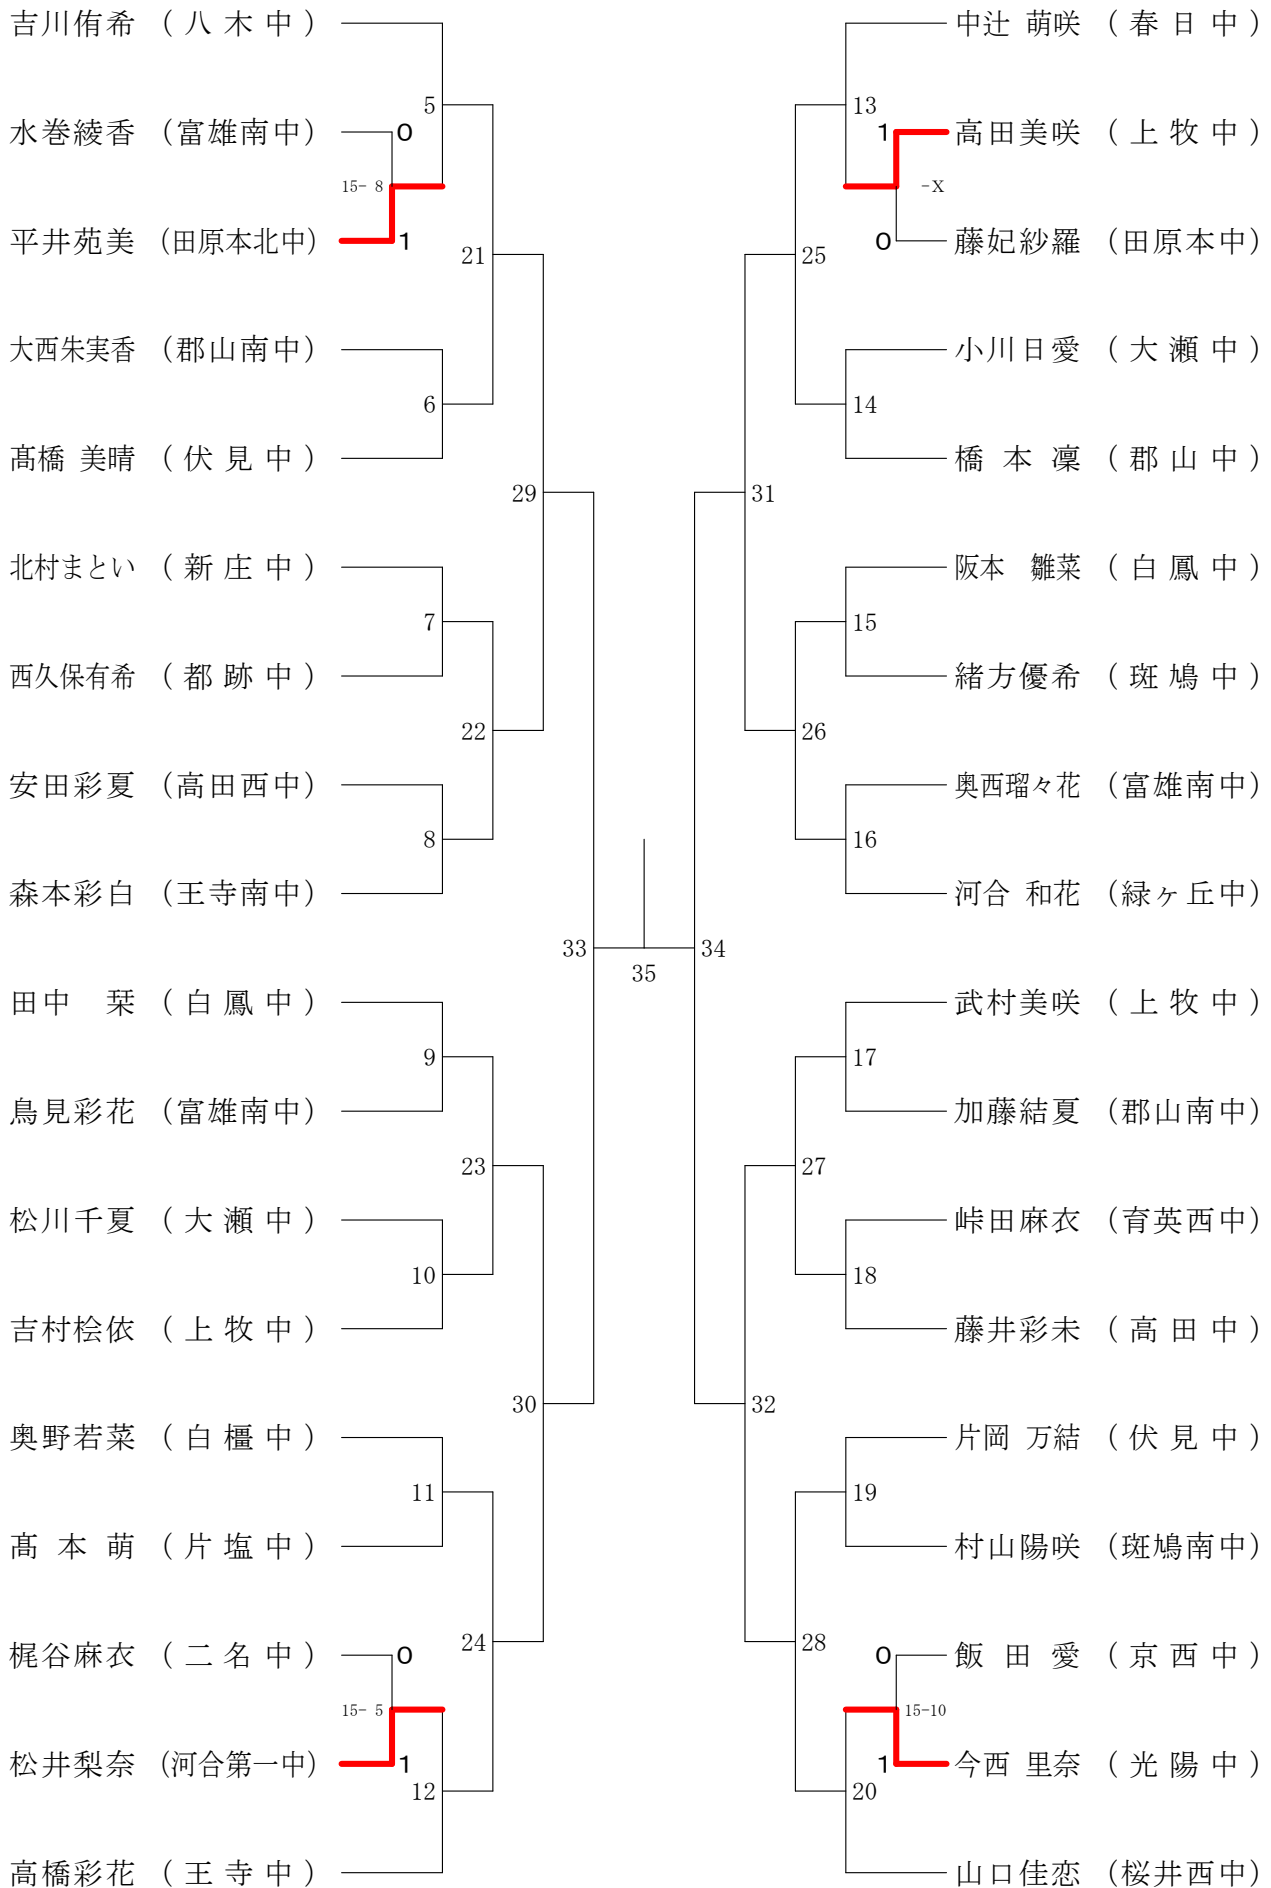 吉川侑希 （ 八 木 中 ）
5
水巻綾香 （富雄南中） 0
15- 8
平井苑美 （田原本北中） 1
21
大西朱実香 （郡山南中）
6
髙橋 美晴 （ 伏 見 中 ）
29
北村まとい （ 新 庄 中 ）
7
西久保有希 （ 都 跡 中 ）
22
安田彩夏 （高田西中）
8
森本彩白 （王寺南中）
33
田中　栞 （ 白 鳳 中 ）
9
鳥見彩花 （富雄南中）
23
松川千夏 （ 大 瀬 中 ）
10
吉村桧依 （ 上 牧 中 ）
30
奥野若菜 （ 白 橿 中 ）
11
髙 本 萌 （ 片 塩 中 ）
24
梶谷麻衣 （ 二 名 中 ） 0
15- 5
松井梨奈 （河合第一中） 1
12
高橋彩花 （ 王 寺 中 ）
35
中辻 萌咲 （ 春 日 中 ）
13
1 高田美咲 （ 上 牧 中 ）
-X
0 藤妃紗羅 （田原本中）
25
小川日愛 （ 大 瀬 中 ）
14
橋 本 凜 （ 郡 山 中 ）
31
阪本 雛菜 （ 白 鳳 中 ）
15
緒方優希 （ 斑 鳩 中 ）
26
奥西瑠々花 （富雄南中）
16
河合 和花 （緑ヶ丘中）
34
武村美咲 （ 上 牧 中 ）
17
加藤結夏 （郡山南中）
27
峠田麻衣 （育英西中）
18
藤井彩未 （ 高 田 中 ）
32
片岡 万結 （ 伏 見 中 ）
19
村山陽咲 （斑鳩南中）
28
0 飯 田 愛 （ 京 西 中 ）
15-10
1 今西 里奈 （ 光 陽 中 ）
20
山口佳恋 （桜井西中）